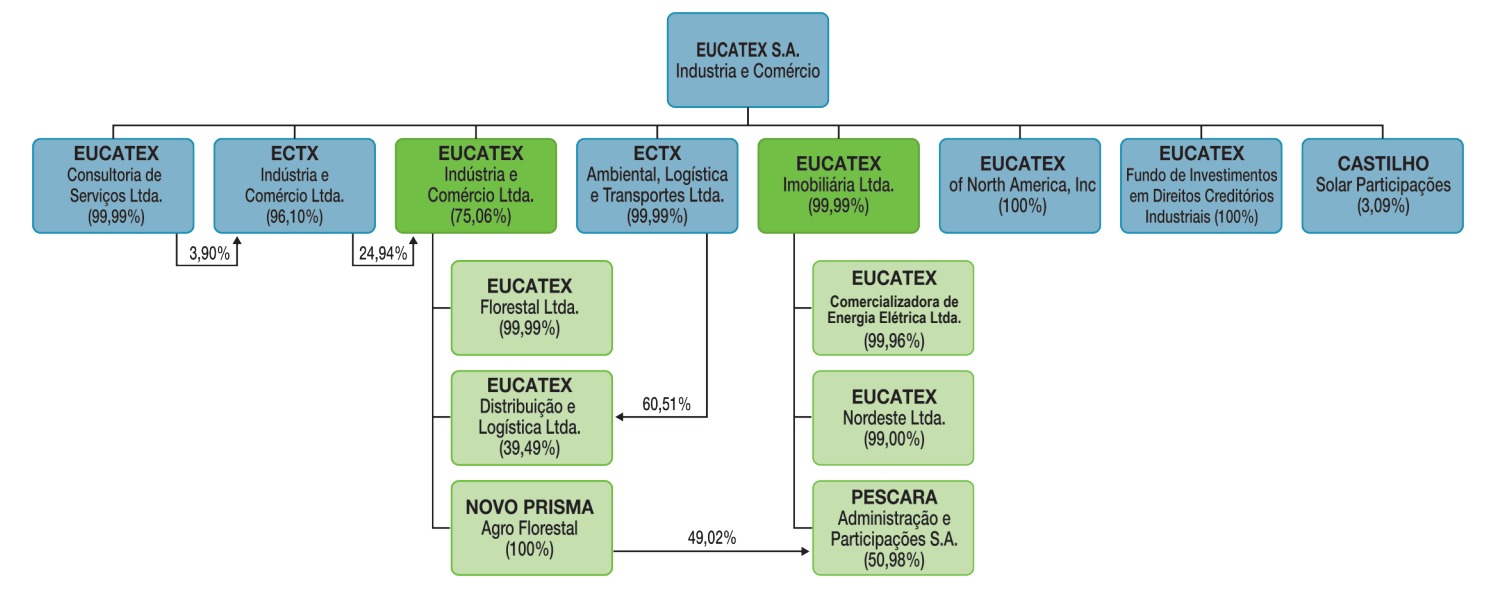 EUCATEX S.A.
Industria e Comércio
EUCATEX
Consultoria de
Serviços Ltda.
(99,99%)
ECTX
Indústria e
Comércio Ltda.
(96,10%)
EUCATEX
Indústria e
Comércio Ltda.
(75,06%)
ECTX
Ambiental, Logística
e Transportes Ltda.
(99,99%)
EUCATEX
Imobiliária Ltda.
(99,99%)
EUCATEX
of North America, Inc
(100%)
EUCATEX
Fundo de Investimentos
em Direitos Creditórios
Industriais (100%)
CASTILHO
Solar Participações
(3,09%)
3,90%
24,94%
EUCATEX
Florestal Ltda.
(99,99%)
EUCATEX
Comercializadora de
Energia Elétrica Ltda.
(99,96%)
EUCATEX
Distribuição e
Logística Ltda.
(39,49%)
60,51%
EUCATEX
Nordeste Ltda.
(99,00%)
NOVO PRISMA
Agro Florestal
(100%)
49,02%
PESCARA
Administração e
Participações S.A.
(50,98%)